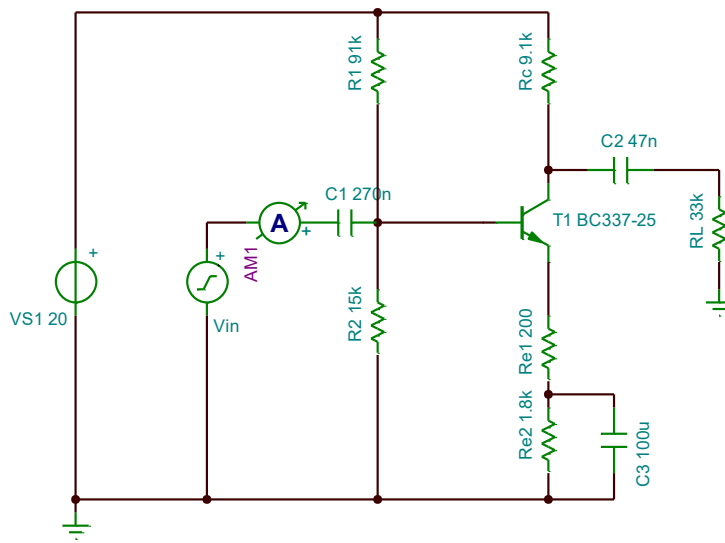 R1 91k
Rc 9.1k
C2 47n
C1 270n
A
+
AM1
T1 BC337-25
RL 33k
+
VS1 20
+
Vin
R2 15k
Re1 200
Re2 1.8k
C3 100u